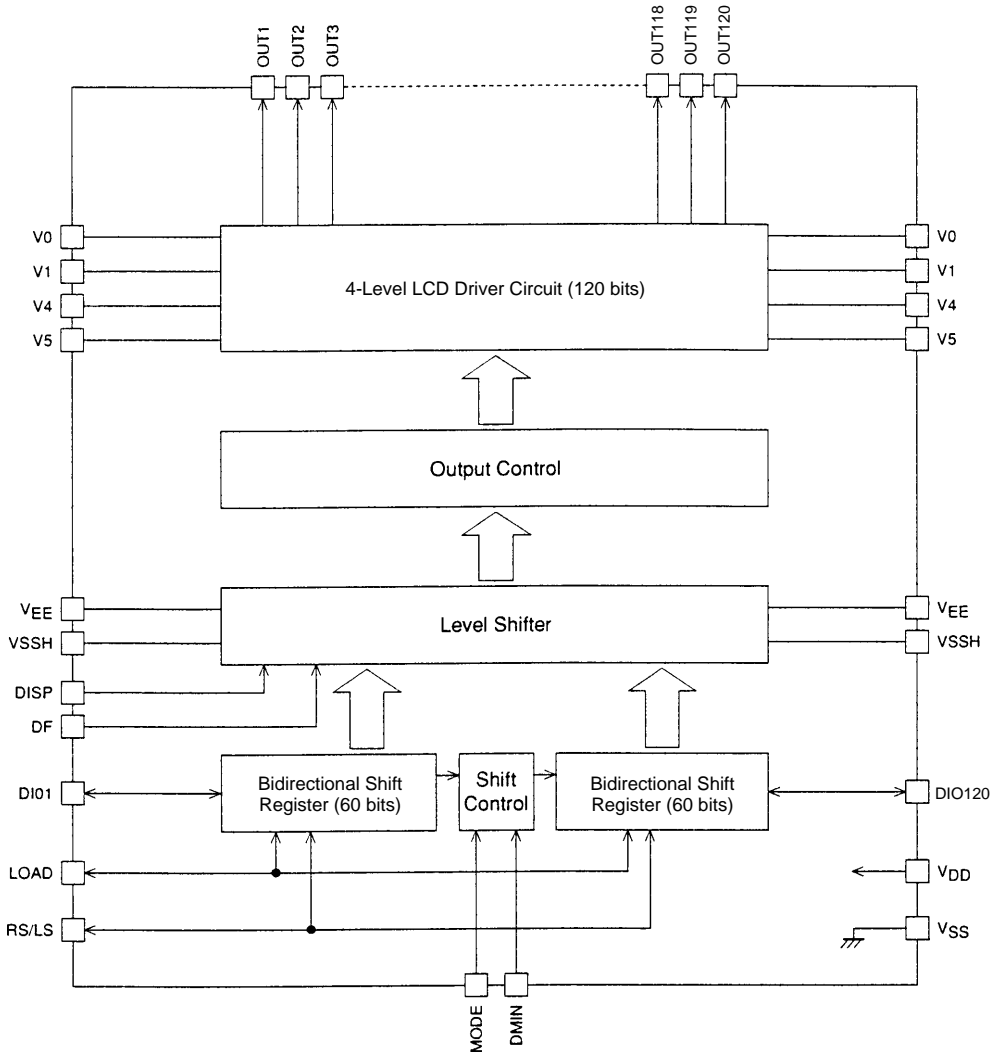 OUT1
OUT2
OUT3
OUT118
OUT119
OUT120
V0
V0
V1
V1
4-Level LCD Driver Circuit (120 bits)
V4
V4
V5
V5
Output Control
VEE
VEE
Level Shifter
VSSH
VSSH
DISP
DF
Bidirectional Shift
Register (60 bits)
Shift
Control
Bidirectional Shift
Register (60 bits)
DI01
DIO120
LOAD
VDD
RS/LS
VSS
MODE
DMIN